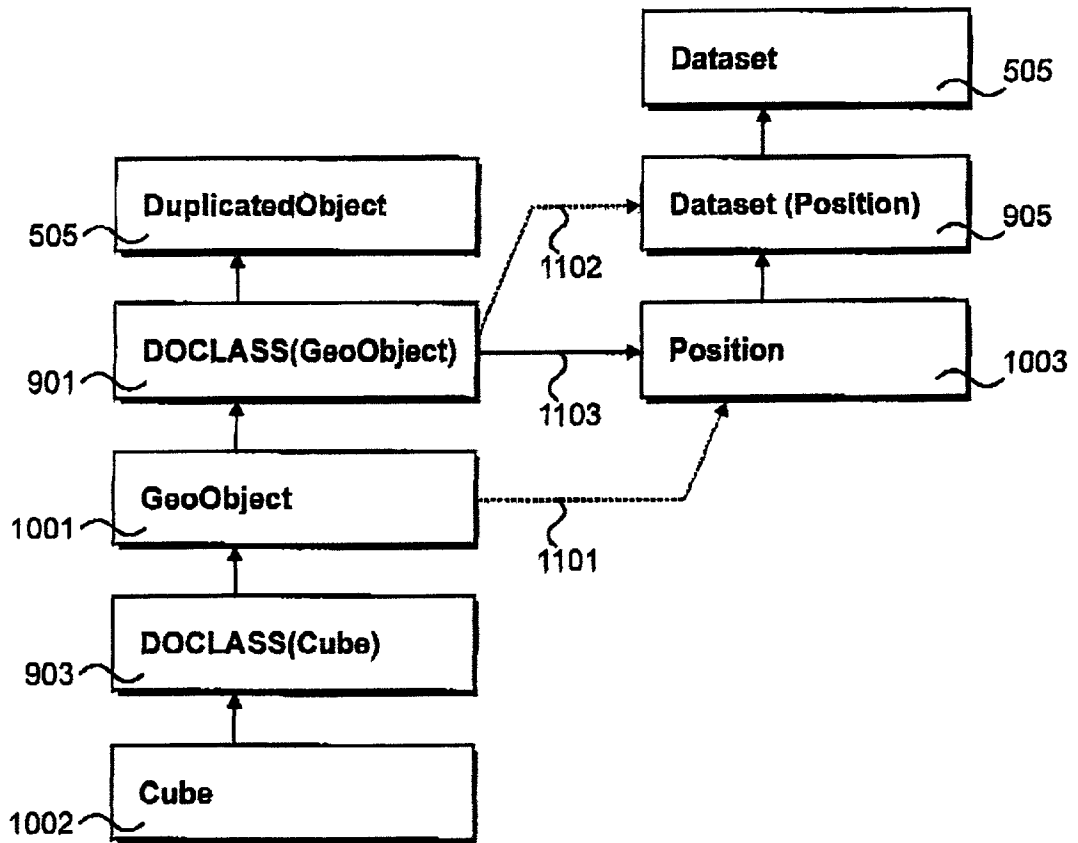 Dataset
505
DuplicatedObject
505
Dataset (Position)
905
1102
DOCLASS(GeoObject)
901
Position
1003
1103
GeoObject
1001
1101
DOCLASS(Cube)
903
Cube
1002